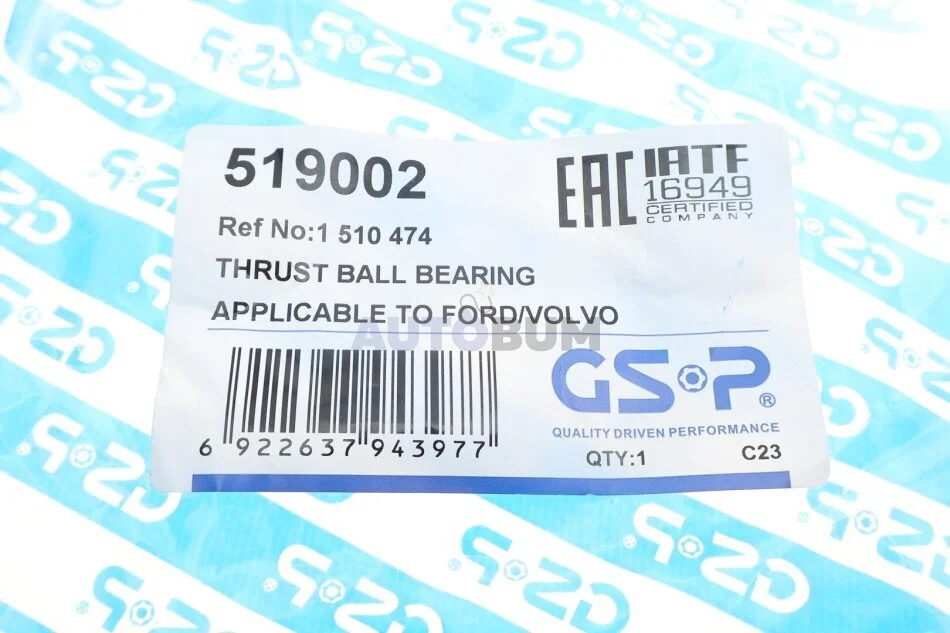 519002
EAC
IATF
16949
CERTIFIED
COMPANY
Ref No:1 510 474
THRUST BALL BEARING
APPLICABLE TO FORD/VOLVO
AUTOBUM
GS•P®
QUALITY DRIVEN PERFORMANCE
6 922637 943977
QTY:1
C23